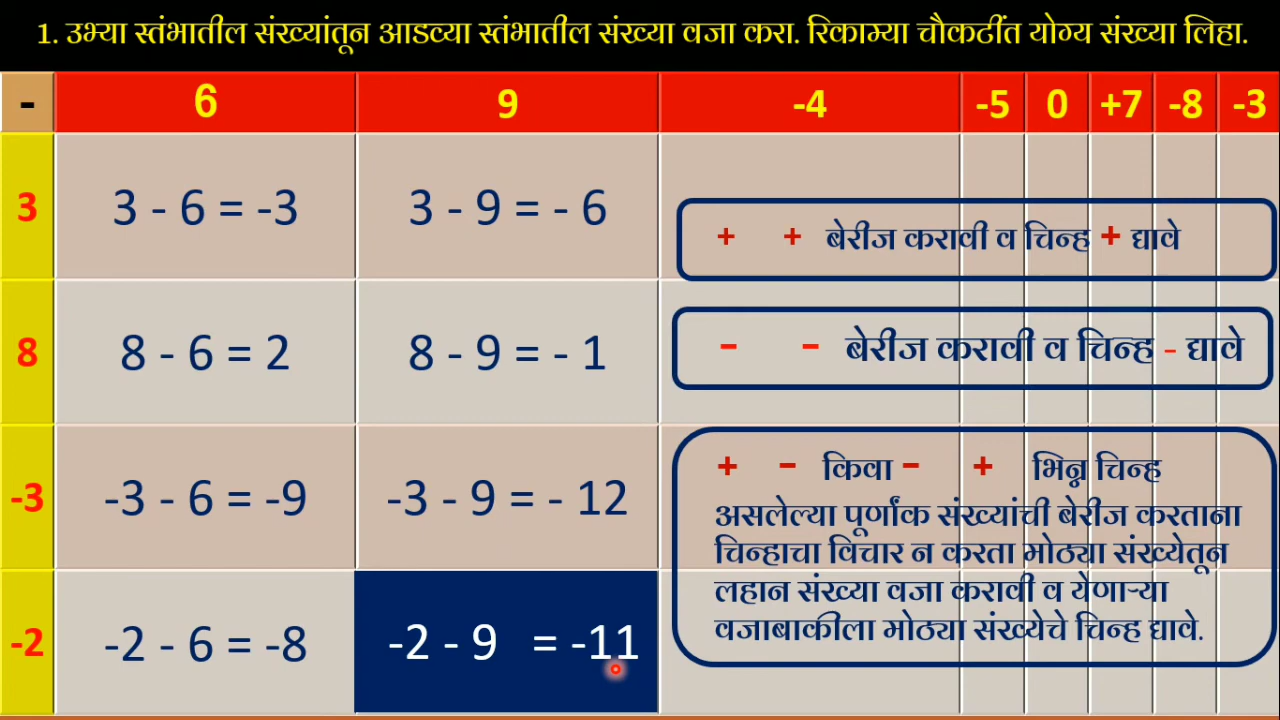 1. उभ्या स्तंभातील संख्यांतून आडव्या स्तंभातील संख्या वजा करा. रिकाम्या चौकटींत योग्य संख्या लिहा.
- 6 9 -4 -5 0 +7 -8 -3
3 3 - 6 = -3 3 - 9 = - 6
+ + बेरीज करावी व चिन्ह + द्यावे
8 8 - 6 = 2 8 - 9 = - 1
- - बेरीज करावी व चिन्ह - द्यावे
-3 -3 - 6 = -9 -3 - 9 = - 12
+ - किवा - + भिन्न चिन्ह
असलेल्या पूर्णांक संख्यांची बेरीज करताना
चिन्हाचा विचार न करता मोठ्या संख्येतून
लहान संख्या वजा करावी व येणाऱ्या
वजाबाकीला मोठ्या संख्येचे चिन्ह द्यावे.
-2 -2 - 6 = -8 -2 - 9 = -11